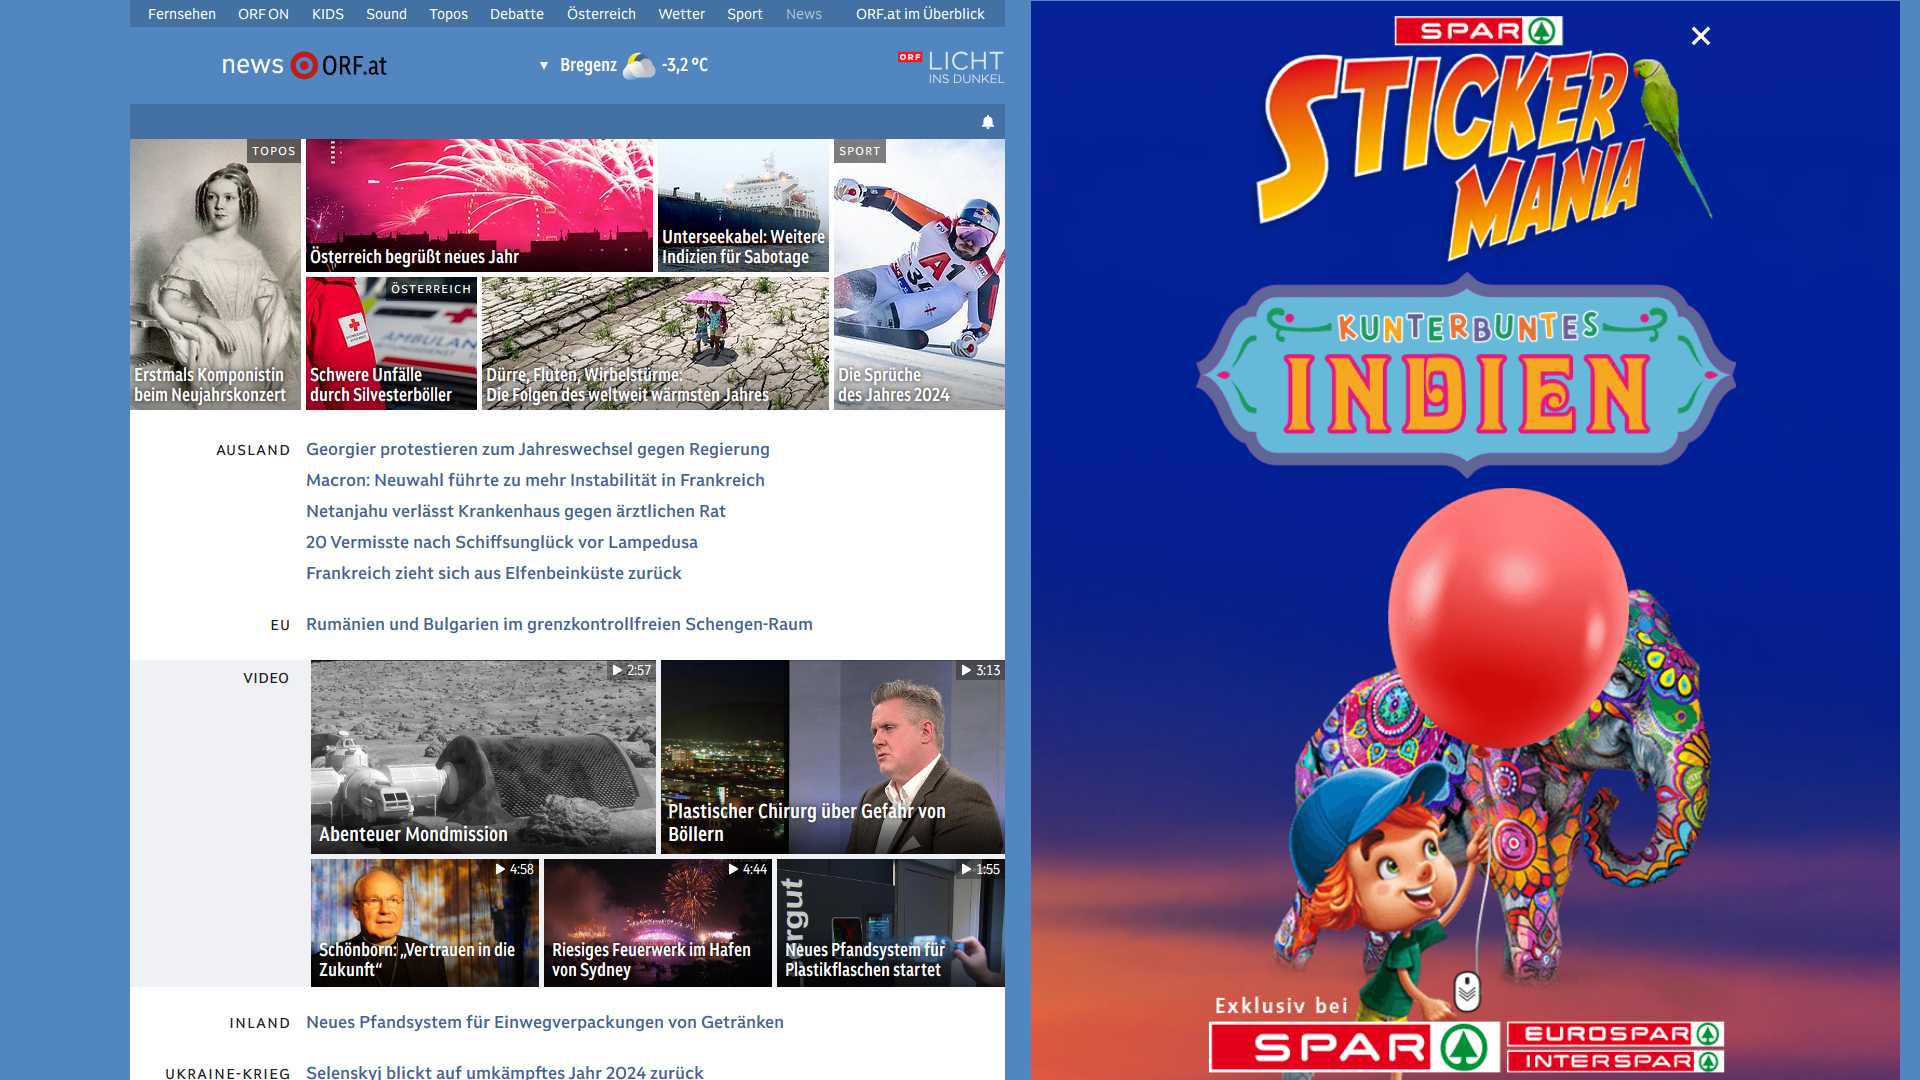 Fernsehen ORF ON KIDS Sound Topos Debatte Österreich Wetter Sport News ORF.at im Überblick
news ORF.at
Bregenz -3,2 °C
ORF LICHT
INS DUNKEL
TOPOS
Erstmals Komponistin
beim Neujahrskonzert
Österreich begrüßt neues Jahr
Unterseekabel: Weitere
Indizien für Sabotage
SPORT
A1
Die Sprüche
des Jahres 2024
ÖSTERREICH
Schwere Unfälle
durch Silvesterböller
Dürre, Fluten, Wirbelstürme:
Die Folgen des weltweit wärmsten Jahres
AUSLAND
Georgier protestieren zum Jahreswechsel gegen Regierung
Macron: Neuwahl führte zu mehr Instabilität in Frankreich
Netanjahu verlässt Krankenhaus gegen ärztlichen Rat
20 Vermisste nach Schiffsunglück vor Lampedusa
Frankreich zieht sich aus Elfenbeinküste zurück
EU
Rumänien und Bulgarien im grenzkontrollfreien Schengen-Raum
VIDEO
2:57
Abenteuer Mondmission
3:13
Plastischer Chirurg über Gefahr von
Böllern
4:58
Schönborn: „Vertrauen in die
Zukunft“
4:44
Riesiges Feuerwerk im Hafen
von Sydney
1:55
Neues Pfandsystem für
Plastikflaschen startet
INLAND
Neues Pfandsystem für Einwegverpackungen von Getränken
UKRAINE-KRIEG
Selenskyj blickt auf umkämpftes Jahr 2024 zurück
SPAR
STICKER
MANIA
KUNTERBUNTES
INDIEN
Exklusiv bei
SPAR
EUROSPAR
INTERSPAR